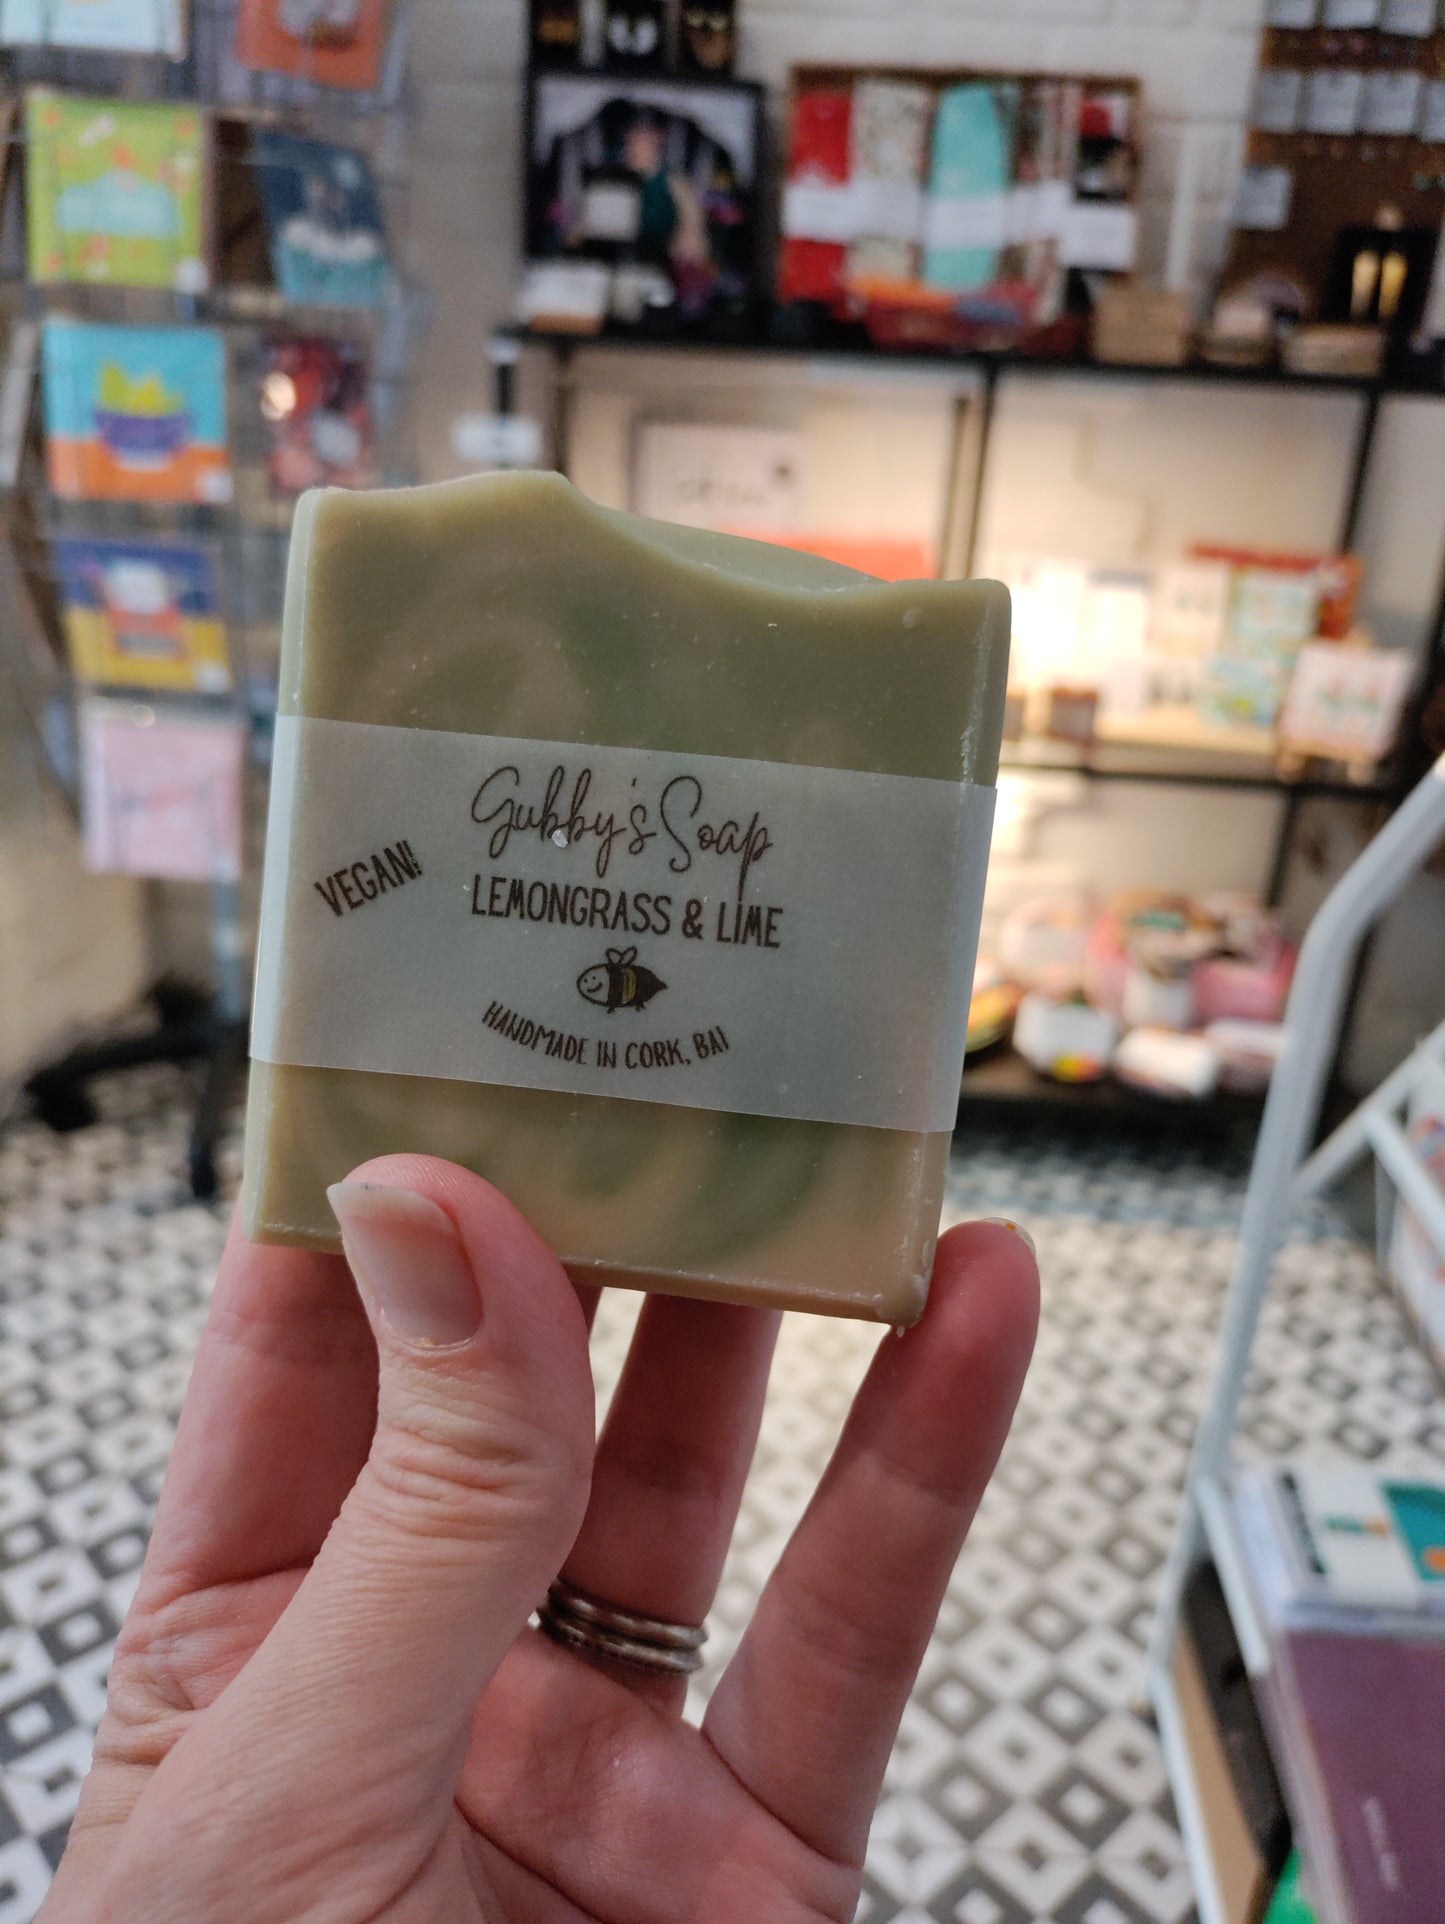 Gubby's Soap
VEGAN!
LEMONGRASS & LIME
HANDMADE IN CORK, BAI